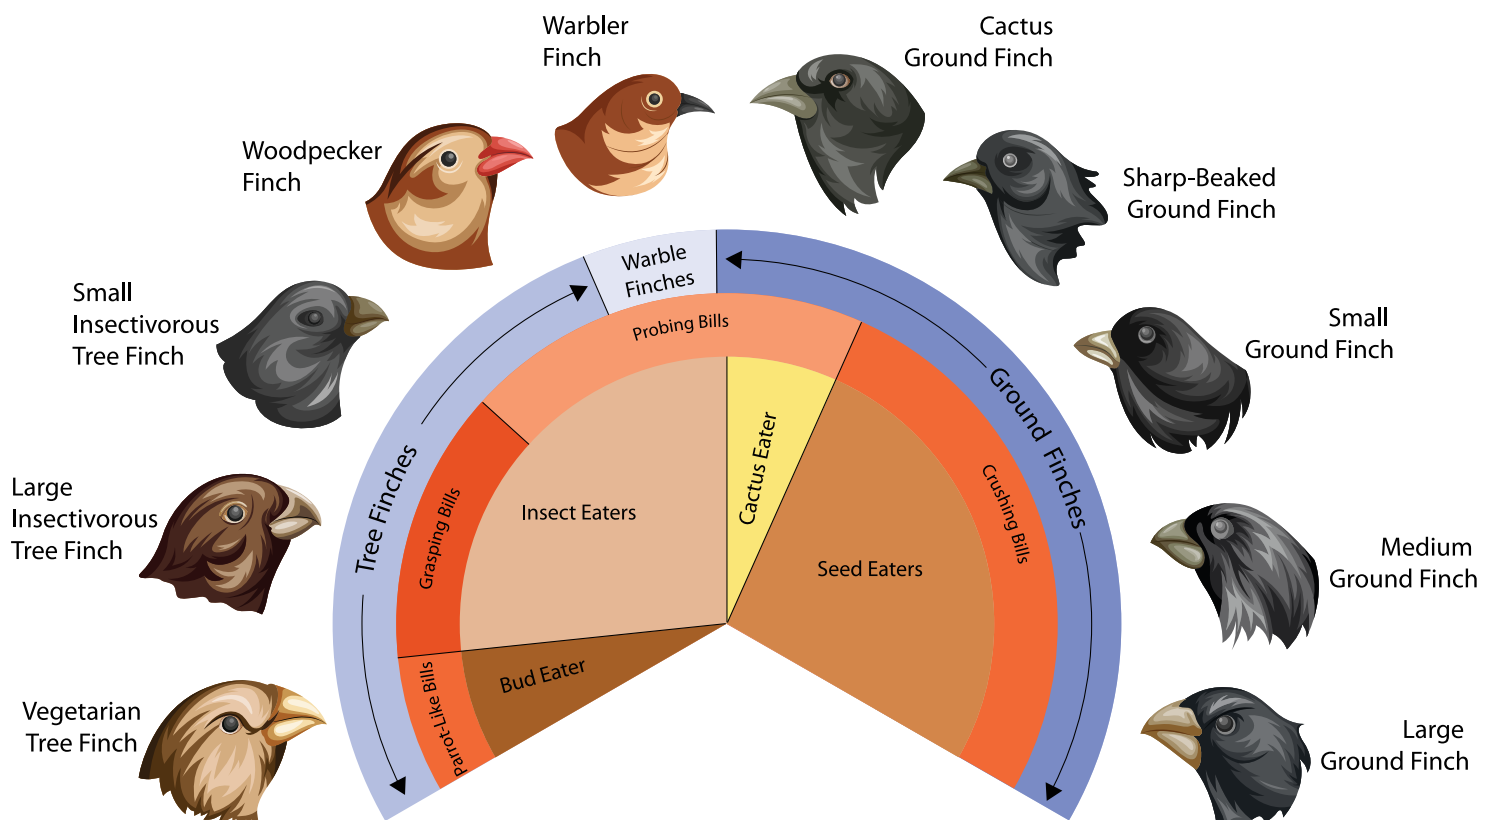 Warbler
Finch
Cactus
Ground Finch
Woodpecker
Finch
Sharp-Beaked
Ground Finch
Small
Insectivorous
Tree Finch
Small
Ground Finch
Large
Insectivorous
Tree Finch
Medium
Ground Finch
Vegetarian
Tree Finch
Large
Ground Finch
Warble
Finches
Tree Finches
Ground Finches
Probing Bills
Grasping Bills
Crushing Bills
Parrot-Like Bills
Insect Eaters
Cactus Eater
Seed Eaters
Bud Eater